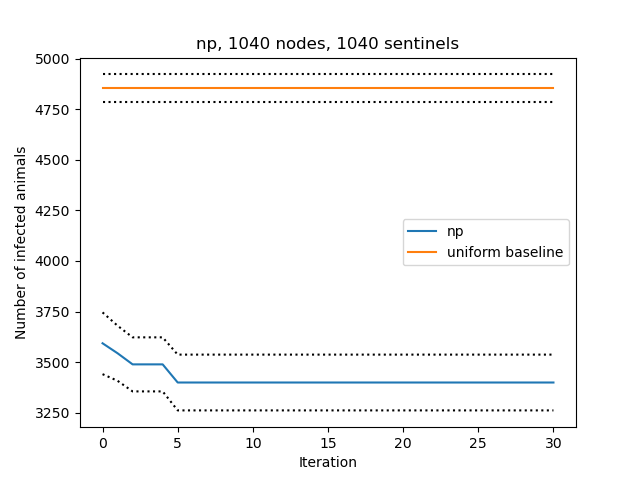 np, 1040 nodes, 1040 sentinels
5000
4750
4500
4250
4000
3750
3500
3250
Number of infected animals
np
uniform baseline
0 5 10 15 20 25 30
Iteration